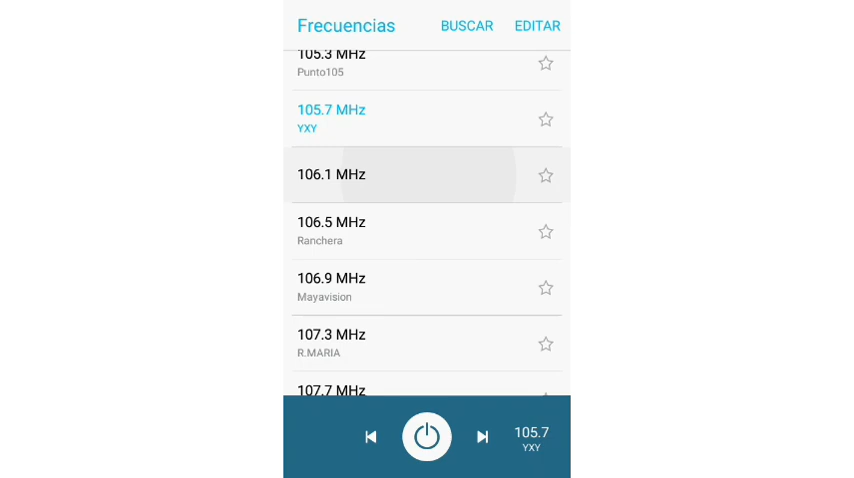 Frecuencias BUSCAR EDITAR
105.3 MHz
Punto105
105.7 MHz
YXY
106.1 MHz
106.5 MHz
Ranchera
106.9 MHz
Mayavision
107.3 MHz
R.MARIA
107.7 MHz
105.7
YXY